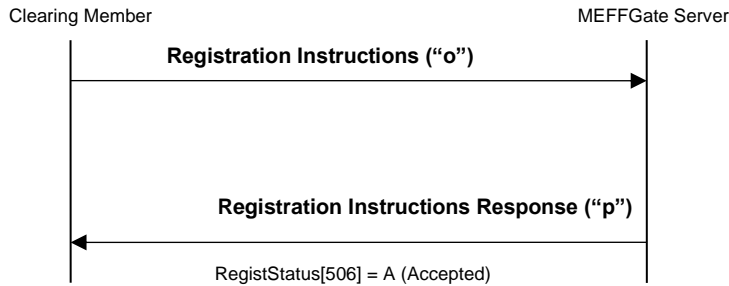 Clearing Member
MEFFGate Server
Registration Instructions (“o”)
Registration Instructions Response (“p”)
RegistStatus[506] = A (Accepted)